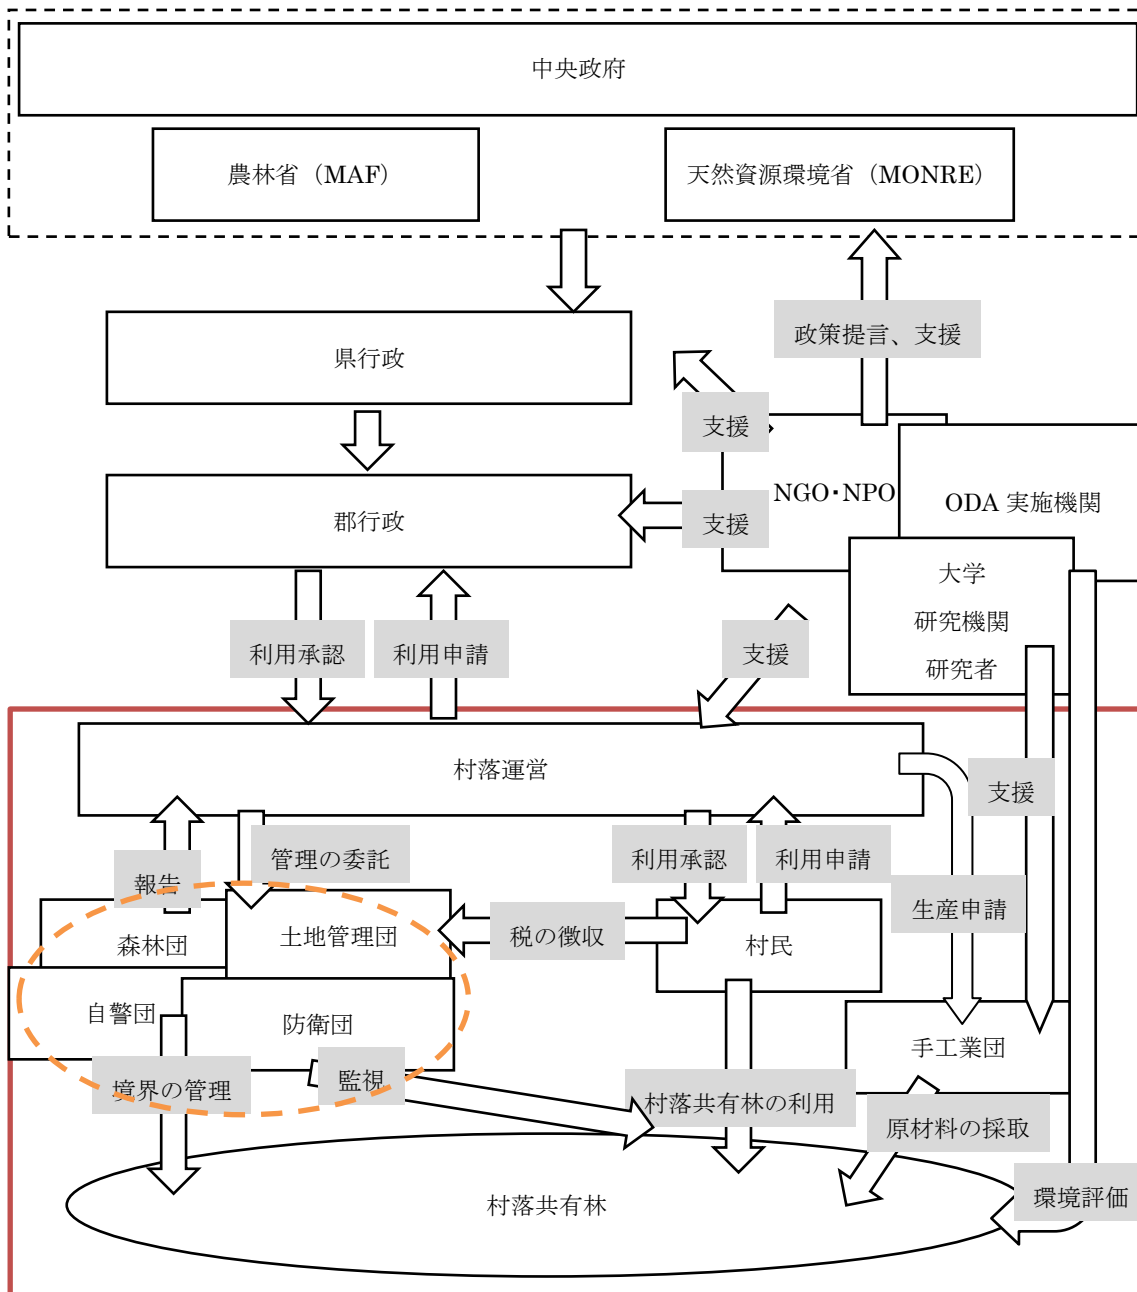 中央政府
農林省（MAF）
天然資源環境省（MONRE）
県行政
政策提言、支援
支援
NGO・NPO
ODA 実施機関
郡行政
支援
大学
研究機関
研究者
利用承認
利用申請
支援
村落運営
支援
報告
管理の委託
利用承認
利用申請
生産申請
森林団
土地管理団
税の徴収
村民
自警団
防衛団
手工業団
境界の管理
監視
村落共有林の利用
原材料の採取
村落共有林
環境評価